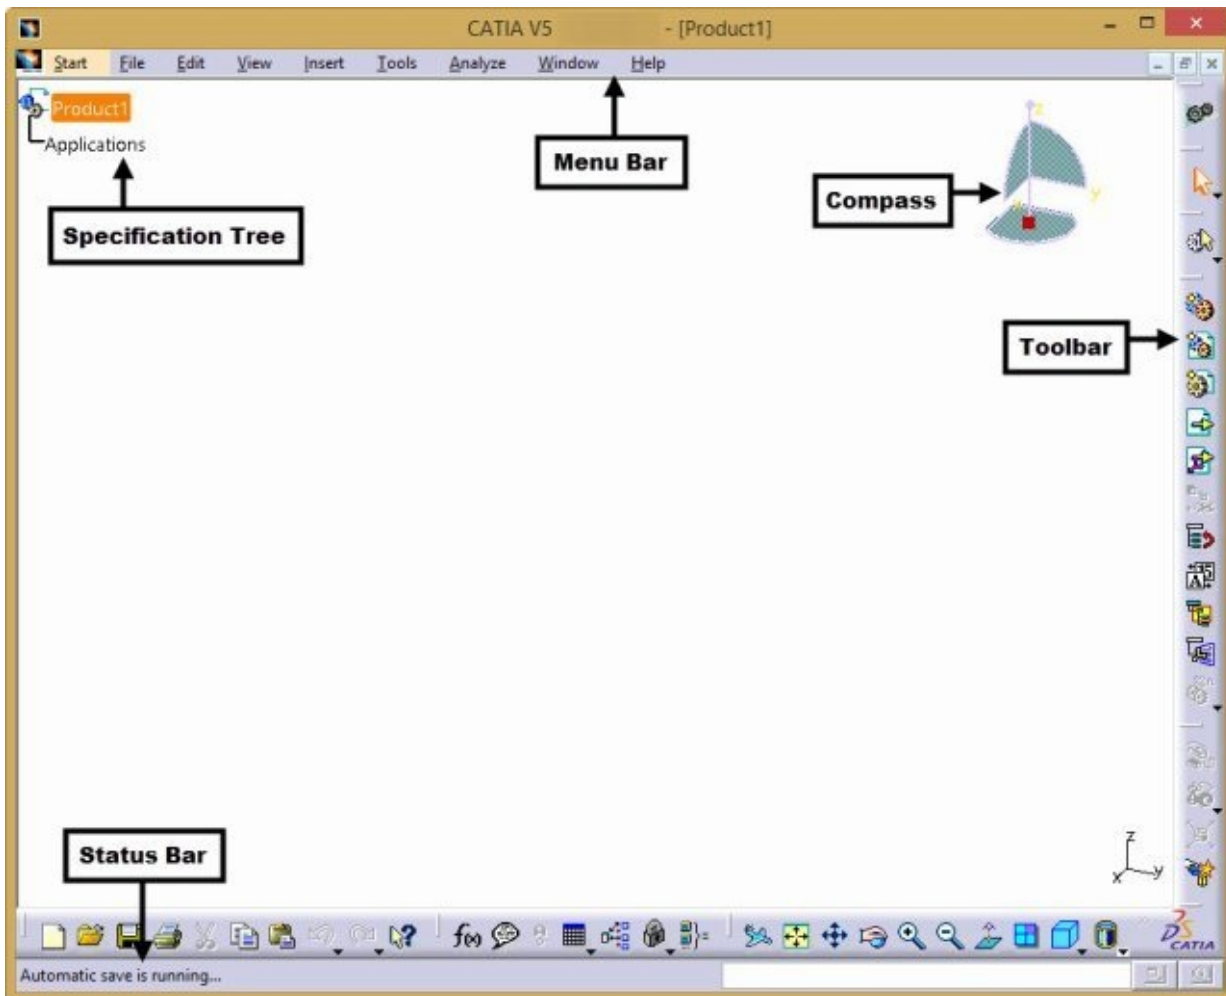 CATIA V5 - [Product1]
Start File Edit View Insert Tools Analyze Window Help
Product1
Applications
z
y
x
Menu Bar
Compass
Specification Tree
Toolbar
Status Bar
z
y
x
f(x)
CATIA
Automatic save is running...